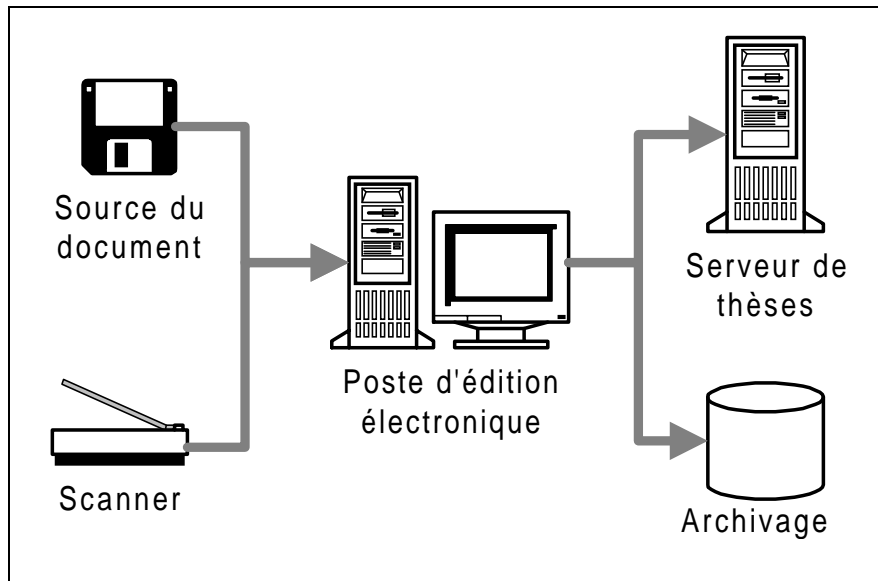 Source du
document
Scanner
Poste d'édition
électronique
Serveur de
thèses
Archivage